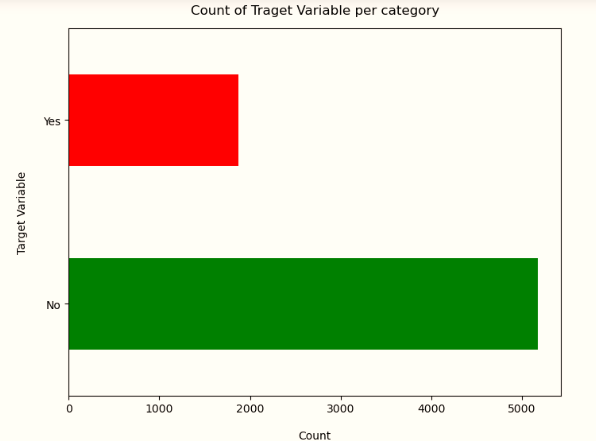 Count of Traget Variable per category
Yes
No
Target Variable
0
1000
2000
3000
4000
5000
Count